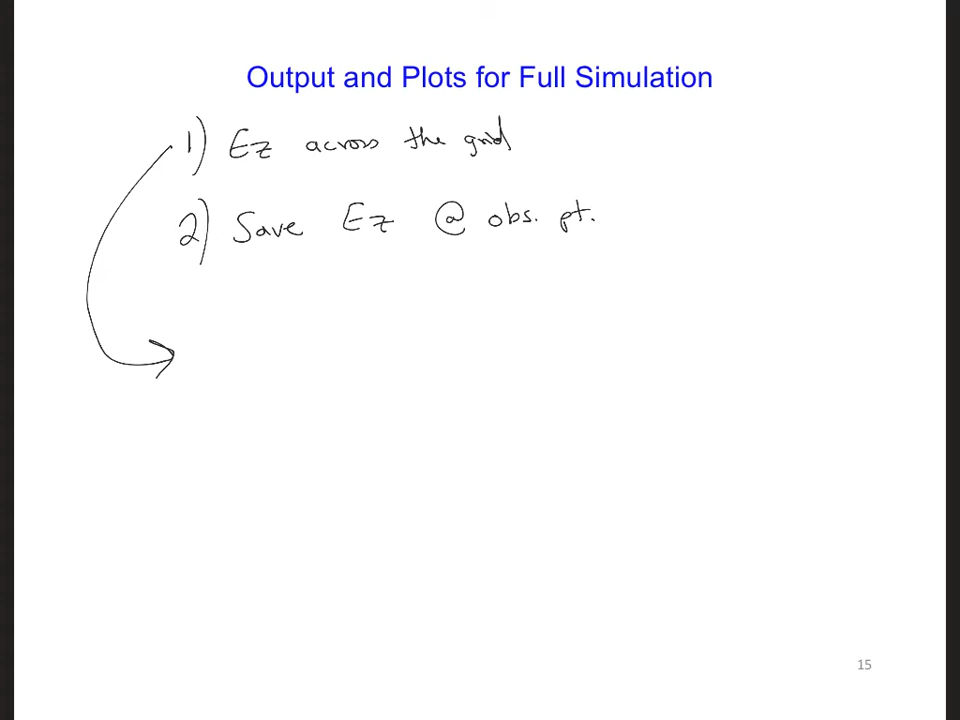 Output and Plots for Full Simulation
1) Ez across the grid
2) Save Ez @ obs. pt.
15